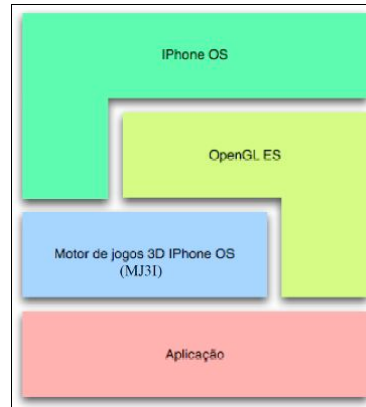 IPhone OS
OpenGL ES
Motor de jogos 3D IPhone OS
(MJ3I)
Aplicação